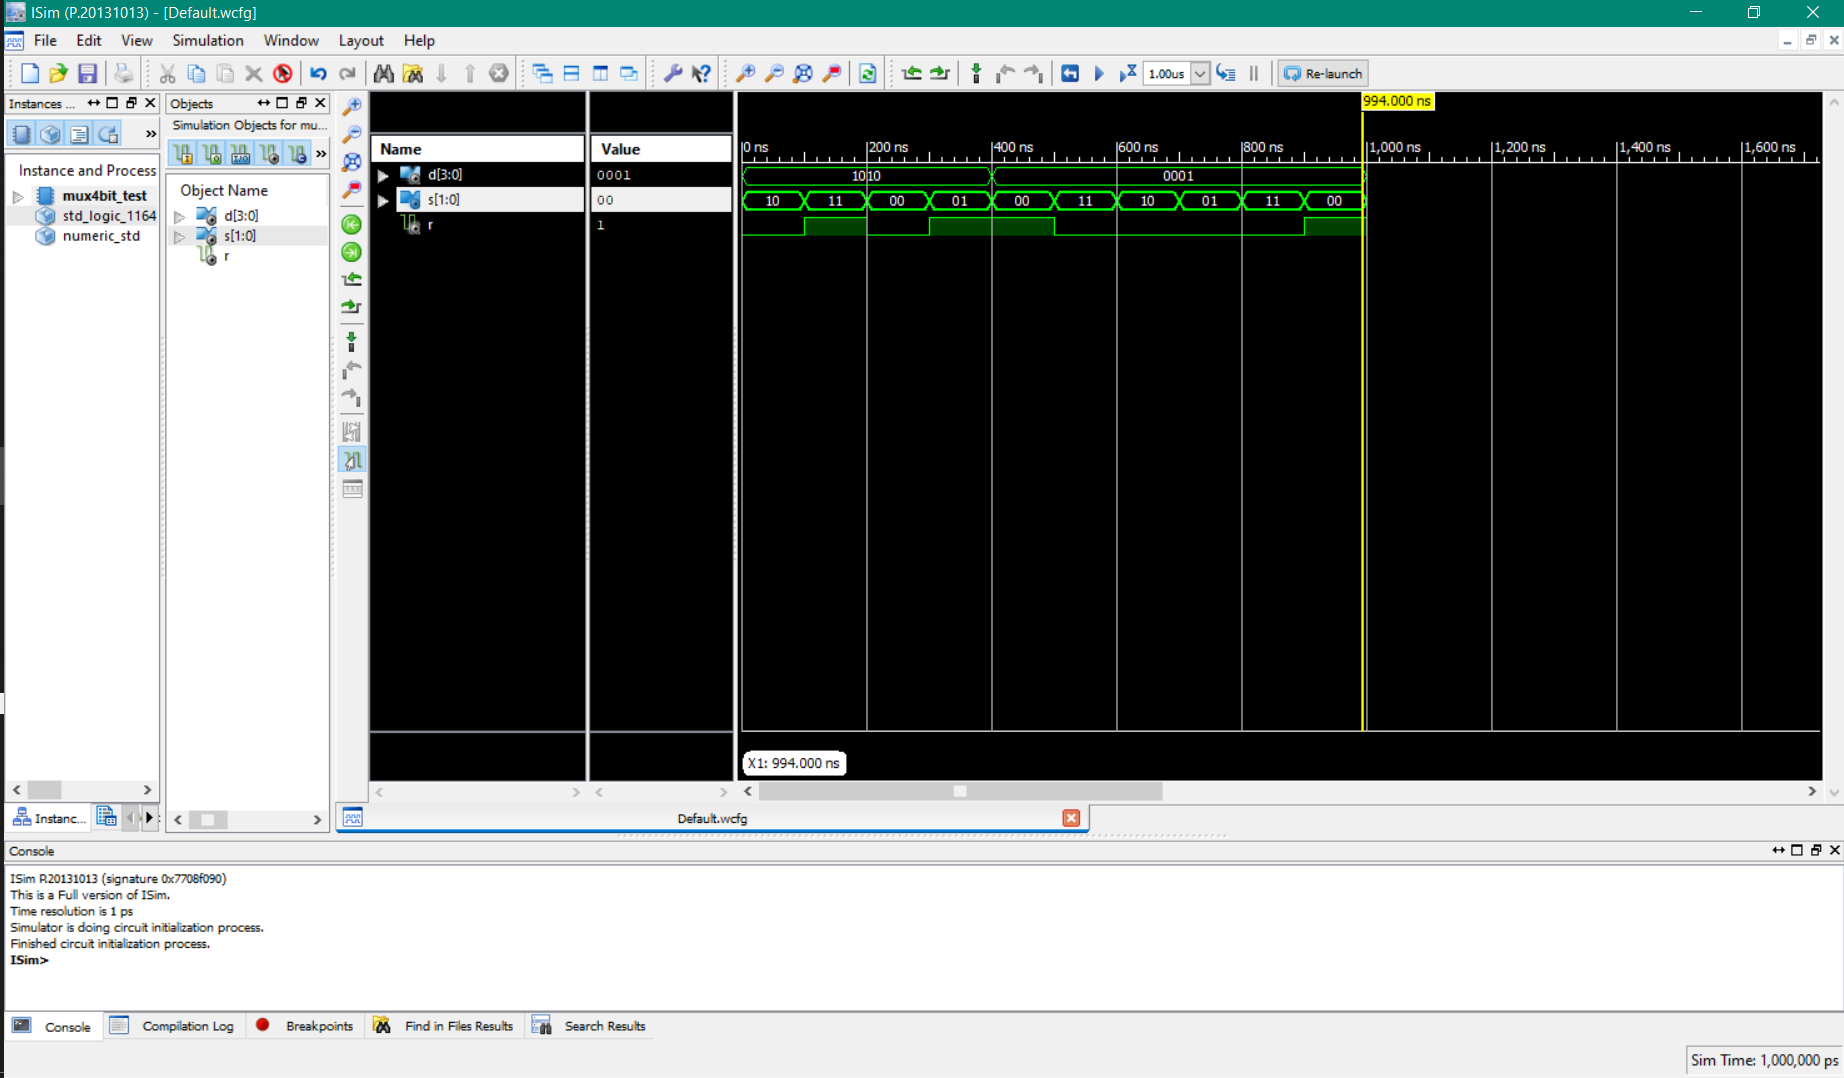 ISim (P.20131013) - [Default.wcfg]
File Edit View Simulation Window Layout Help
1.00us Re-launch
Instances ... Objects
Simulation Objects for mu...
Instance and Process
mux4bit_test
std_logic_1164
numeric_std
Object Name
d[3:0]
s[1:0]
r
Name Value
d[3:0] 0001
s[1:0] 00
r 1
994.000 ns
0 ns 200 ns 400 ns 600 ns 800 ns 1,000 ns 1,200 ns 1,400 ns 1,600 ns
1010 0001
10 11 00 01 00 11 10 01 11 00
X1: 994.000 ns
Instanc...
Default.wcfg
Console
ISim P.20131013 (signature 0x7708f090)
This is a Full version of ISim.
Time resolution is 1 ps
Simulator is doing circuit initialization process.
Finished circuit initialization process.
ISim>
Console Compilation Log Breakpoints Find in Files Results Search Results
Sim Time: 1,000,000 ps